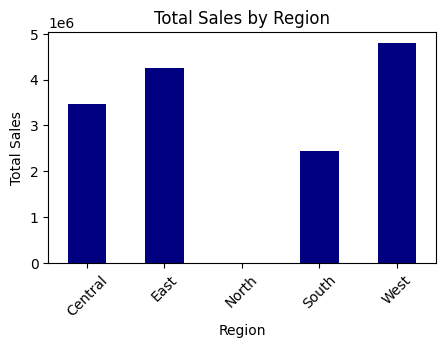 Total Sales by Region
1e6
Total Sales
5
4
3
2
1
0
Central
East
North
South
West
Region